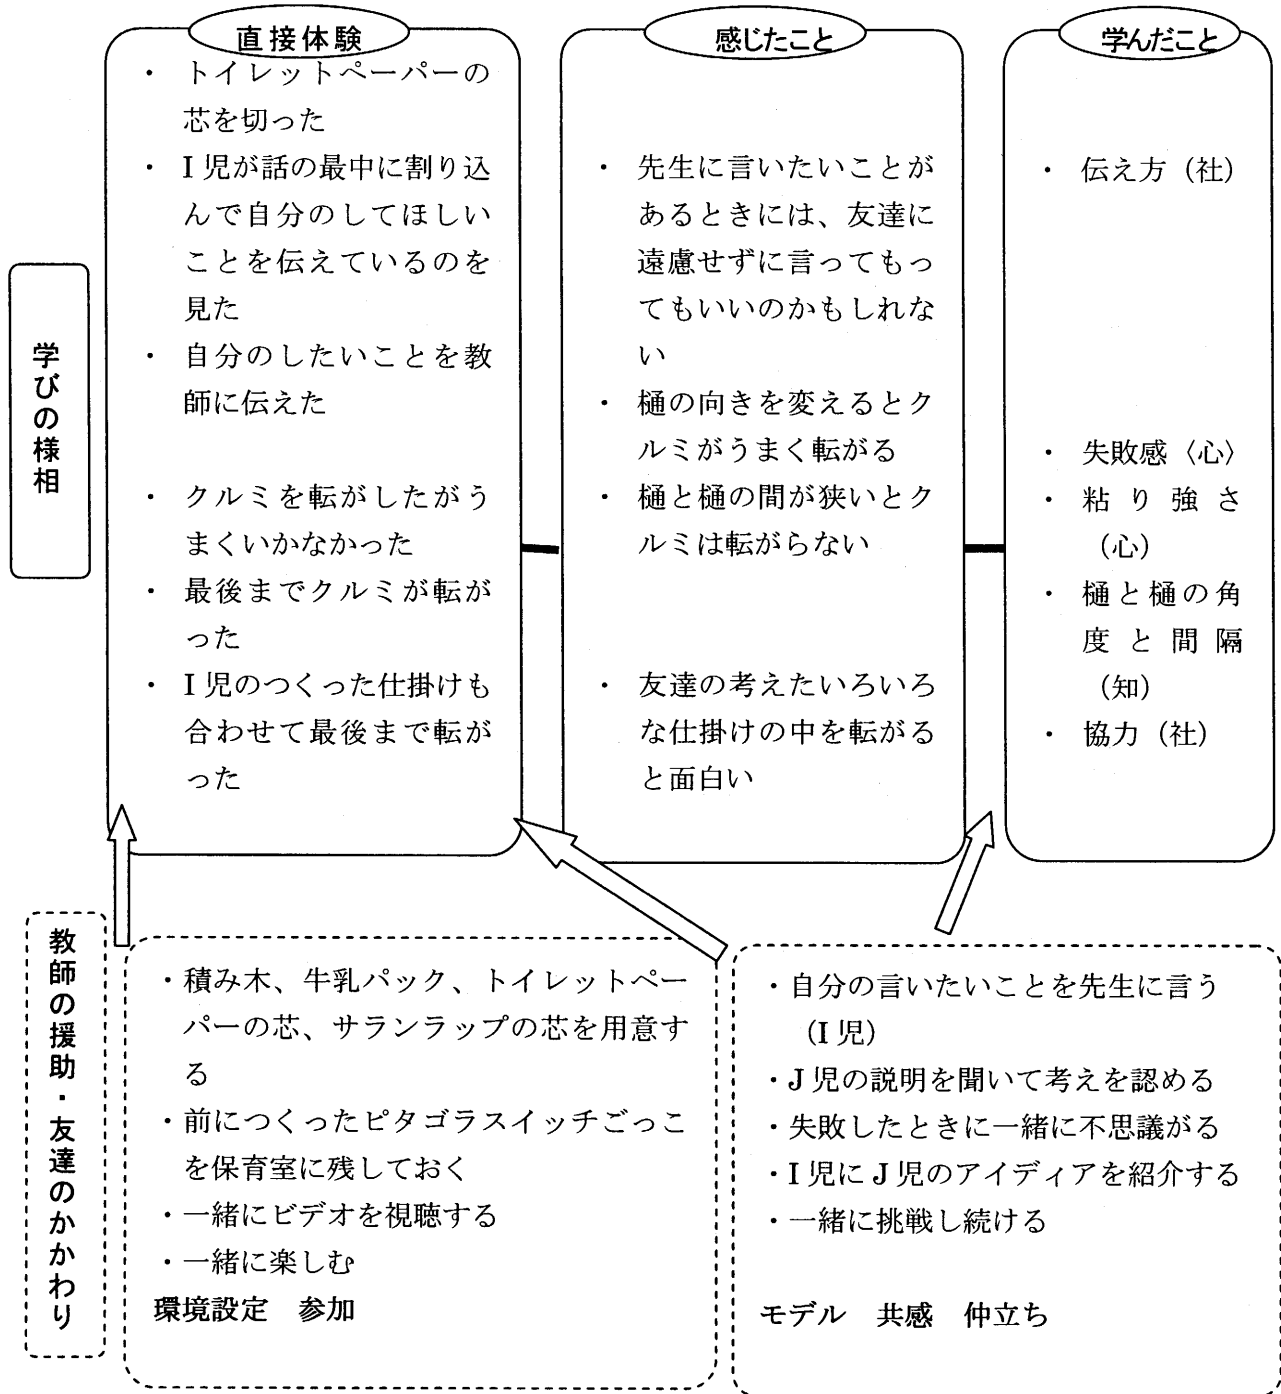 直接体験
・ トイレットペーパーの
芯を切った
・ I 児が話の最中に割り込
んで自分のしてほしい
ことを伝えているのを
見た
・ 自分のしたいことを教
師に伝えた
・ クルミを転がしたがう
まくいかなかった
・ 最後までクルミが転が
った
・ I 児のつくった仕掛けも
合わせて最後まで転が
った
感じたこと
・ 先生に言いたいことが
あるときには、友達に
遠慮せずに言ってもっ
てもいいのかもしれな
い
・ 樋の向きを変えるとク
ルミがうまく転がる
・ 樋と樋の間が狭いとク
ルミは転がらない
・ 友達の考えたいろいろ
な仕掛けの中を転がる
と面白い
学んだこと
・ 伝え方（社）
・ 失敗感〈心〉
・ 粘り強さ
（心）
・ 樋と樋の角
度と間隔
（知）
・ 協力（社）
学びの様相
教師の援助・友達のかかわり
・積み木、牛乳パック、トイレットペー
パーの芯、サランラップの芯を用意す
る
・前につくったピタゴラスイッチごっこ
を保育室に残しておく
・一緒にビデオを視聴する
・一緒に楽しむ
環境設定 参加
・自分の言いたいことを先生に言う
（I 児）
・J 児の説明を聞いて考えを認める
・失敗したときに一緒に不思議がる
・I 児に J 児のアイディアを紹介する
・一緒に挑戦し続ける
モデル 共感 仲立ち